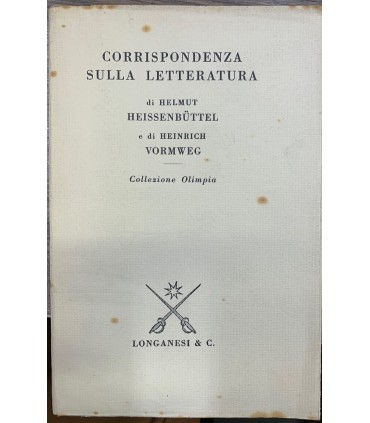 CORRISPONDENZA
SULLA LETTERATURA
di HELMUT
HEISSENBÜTTEL
e di HEINRICH
VORMWEG
Collezione Olimpia
LONGANESI & C.